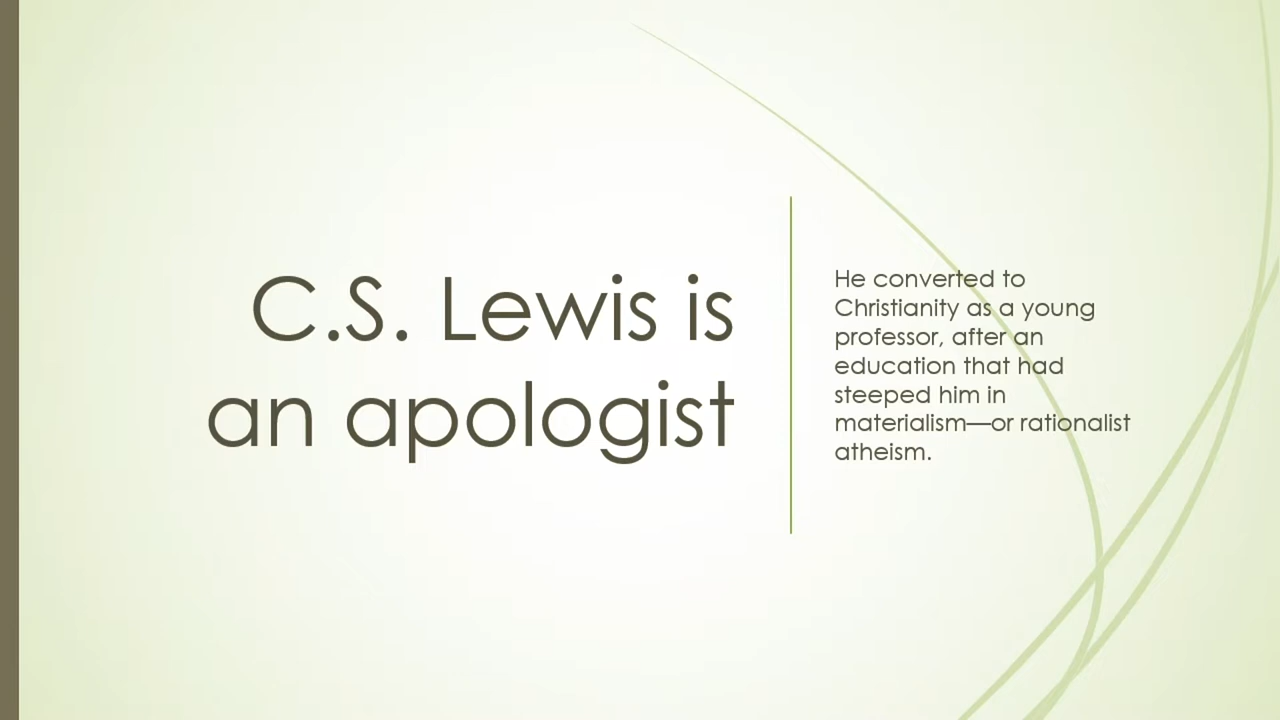 C.S. Lewis is
an apologist
He converted to
Christianity as a young
professor, after an
education that had
steeped him in
materialism—or rationalist
atheism.